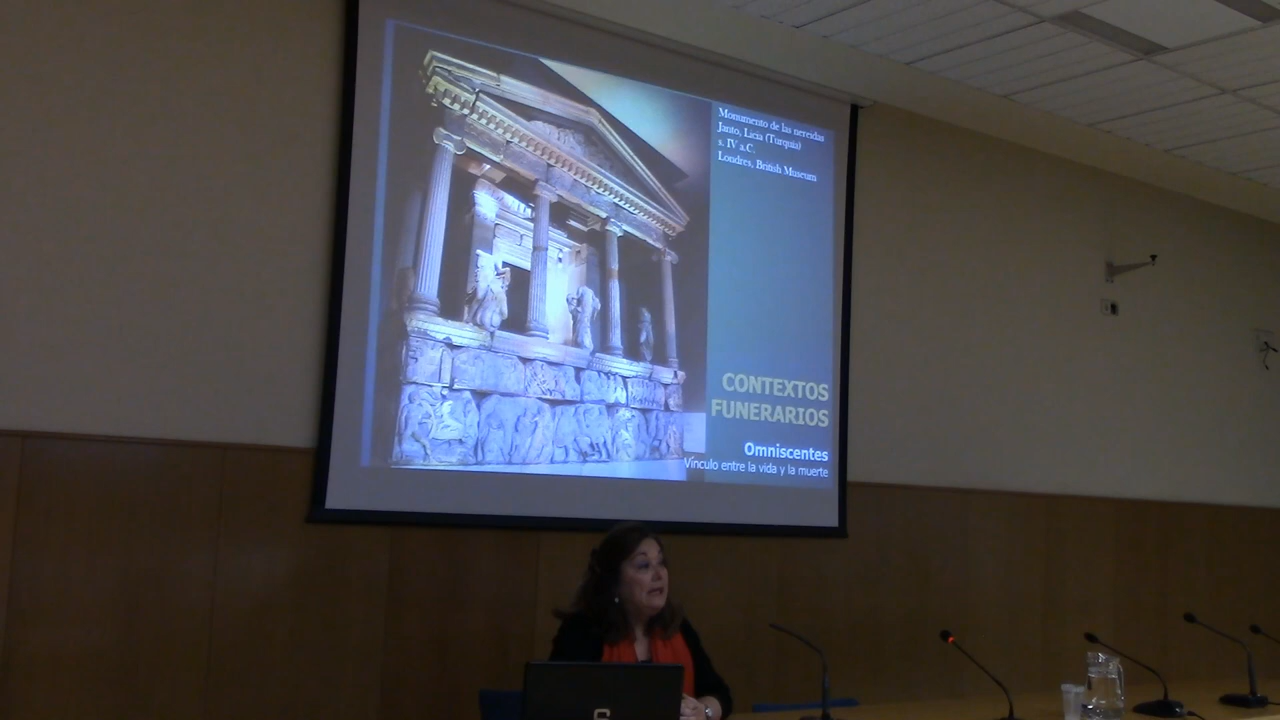 Monumento de las nereidas
Janto, Licia (Turquía)
s. IV a.C.
Londres, British Museum
CONTEXTOS
FUNERARIOS
Omniscentes
Vínculo entre la vida y la muerte